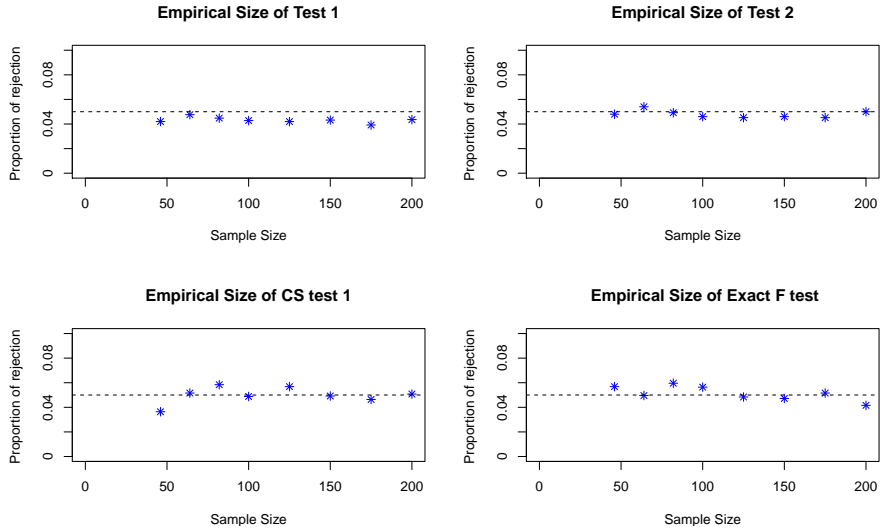 Empirical Size of Test 1
Proportion of rejection
0.08
0.04
0
0 50 100 150 200
Sample Size
Empirical Size of Test 2
Proportion of rejection
0.08
0.04
0
0 50 100 150 200
Sample Size
Empirical Size of CS test 1
Proportion of rejection
0.08
0.04
0
0 50 100 150 200
Sample Size
Empirical Size of Exact F test
Proportion of rejection
0.08
0.04
0
0 50 100 150 200
Sample Size